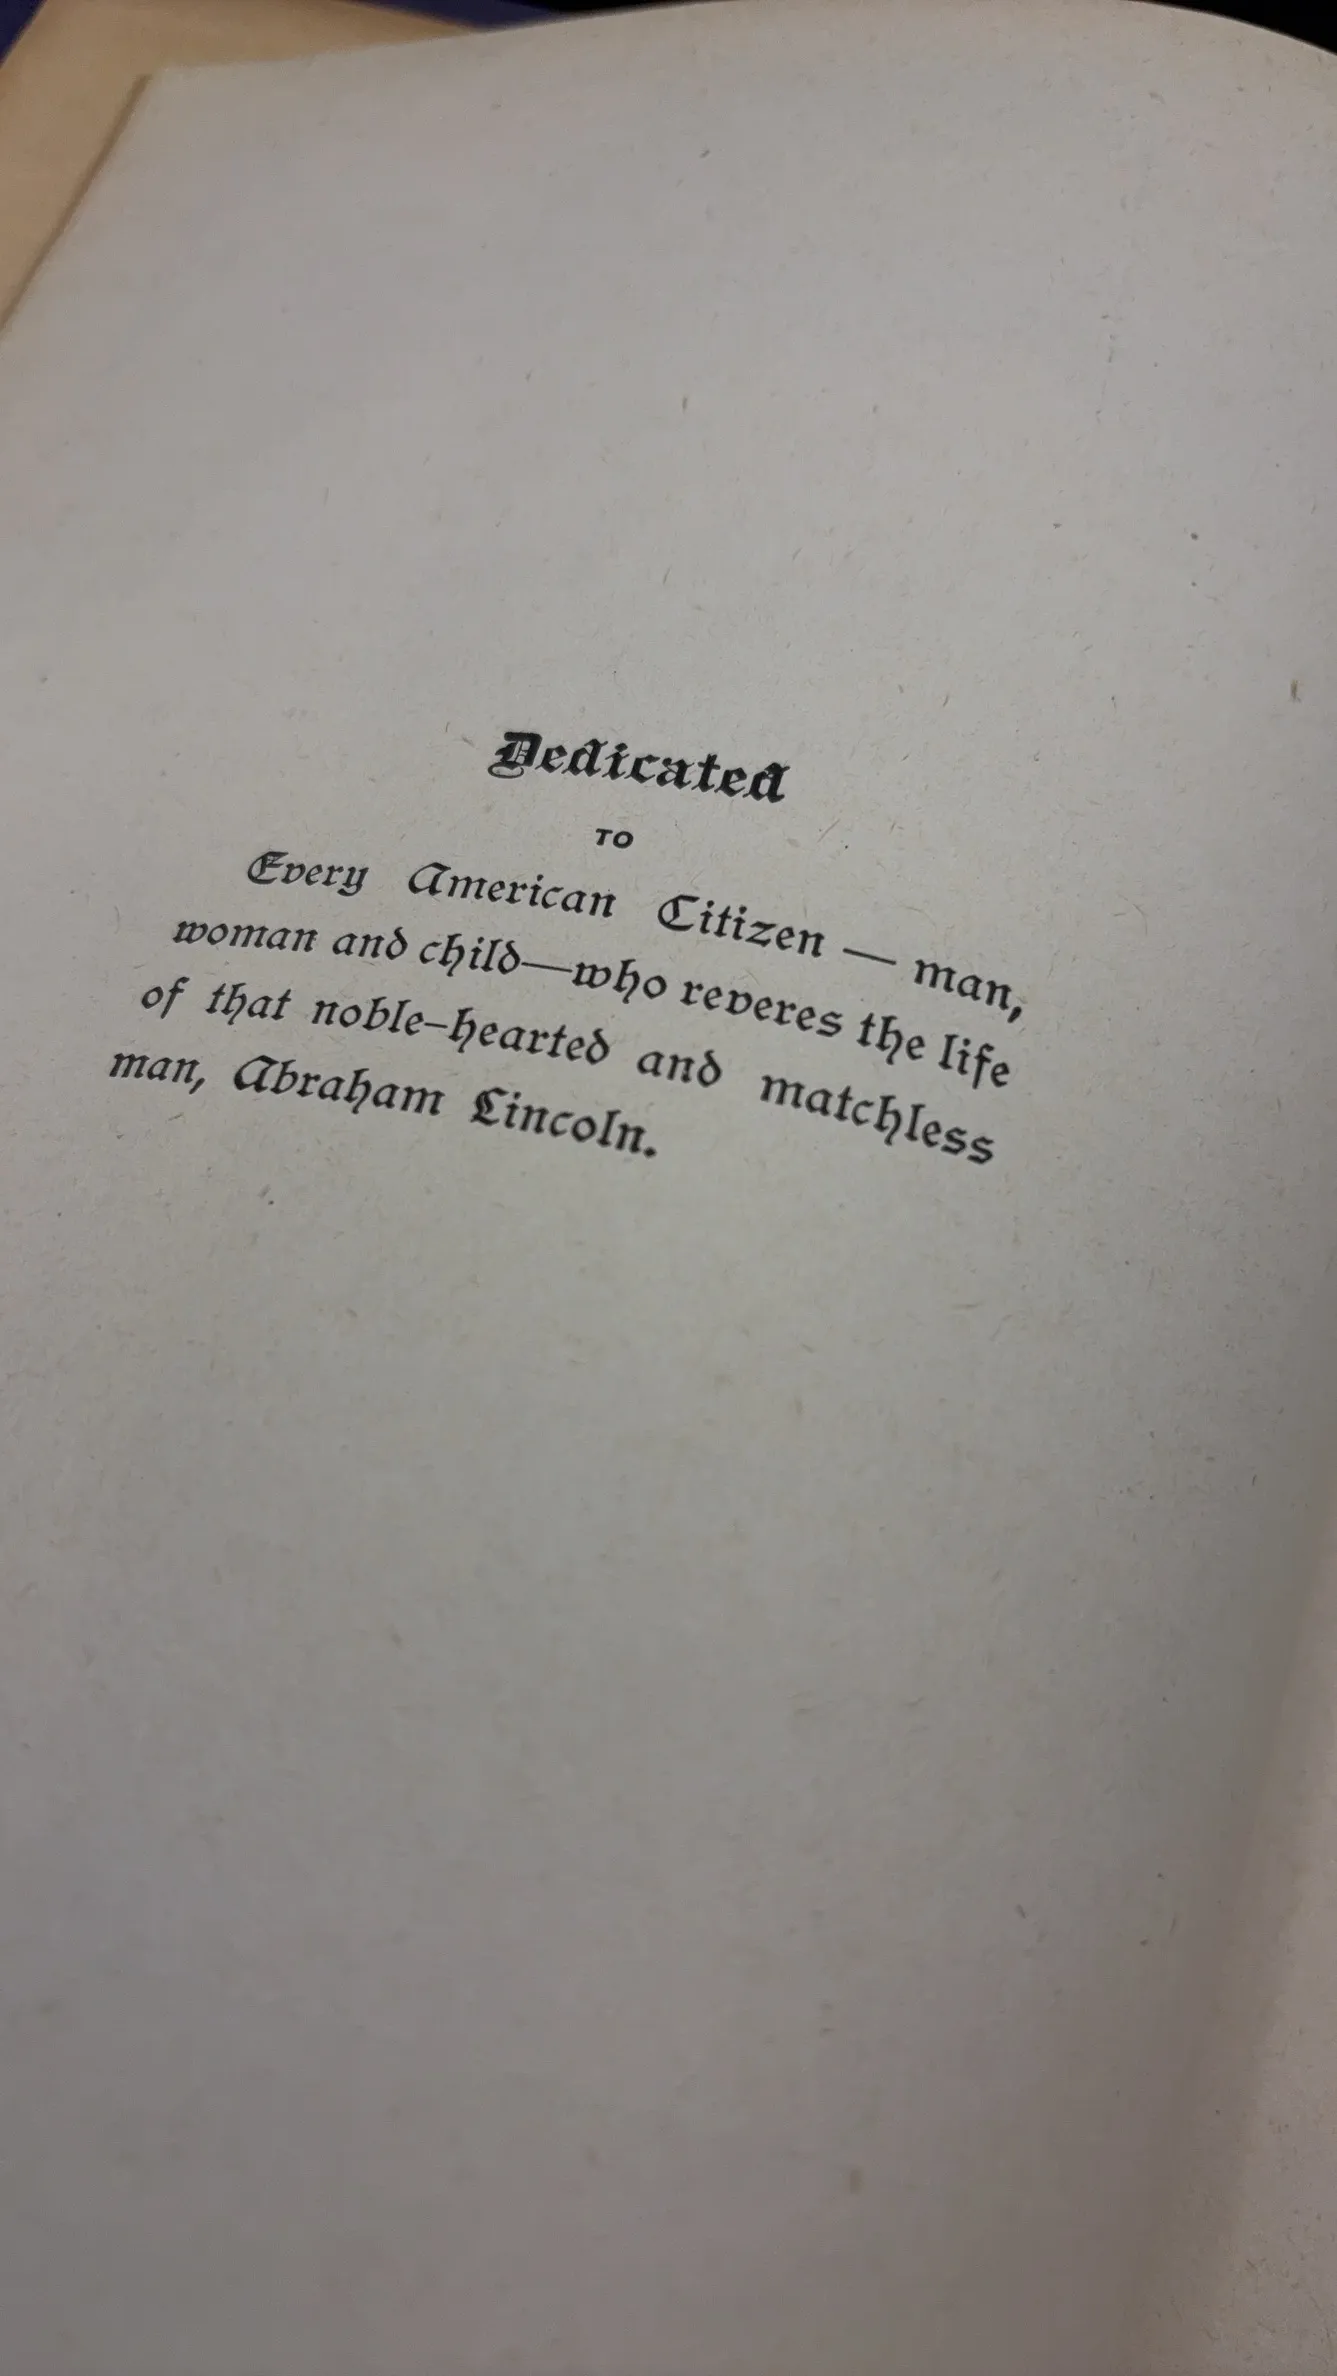 Dedicated
TO
Every American Citizen — man,
woman and child—who reveres the life
of that noble-hearted and matchless
man, Abraham Lincoln.